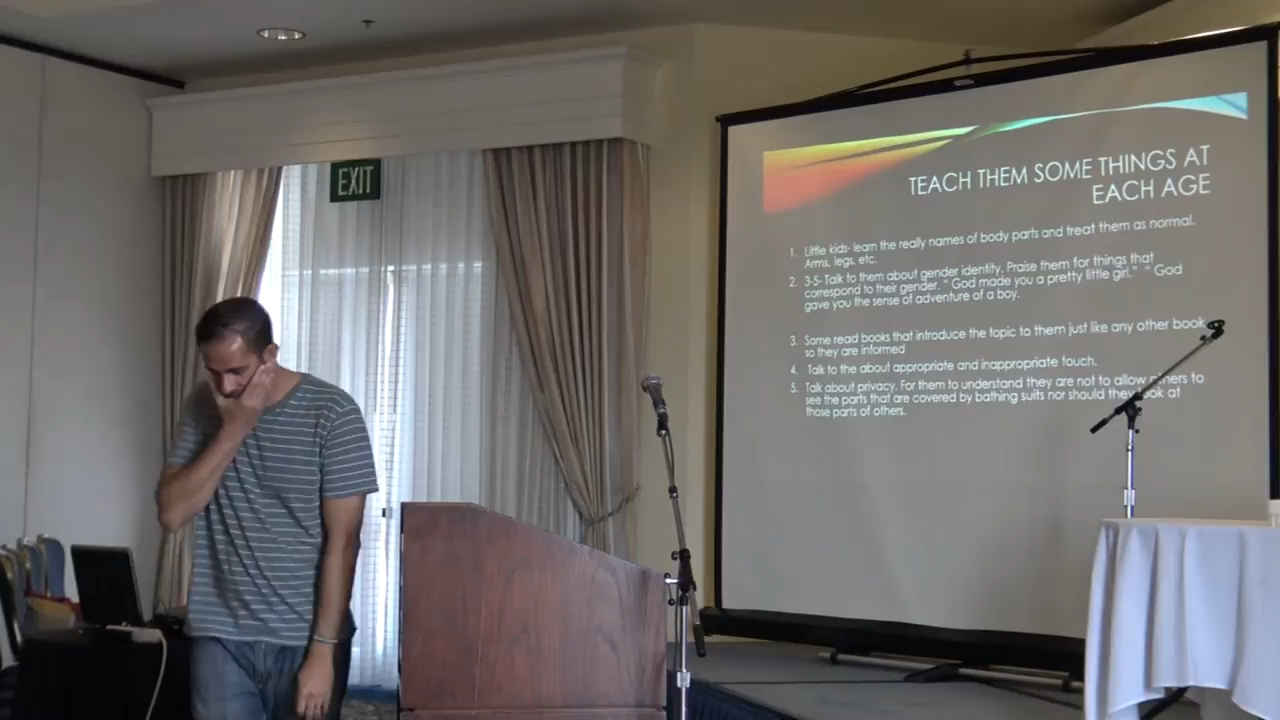 EXIT
TEACH THEM SOME THINGS AT
EACH AGE
1. Little kids- learn the really names of body parts and treat them as normal.
Arms, legs, etc.
2. 3-5- Talk to them about gender identity. Praise them for things that
correspond to their gender. " God made you a pretty little girl." " God
gave you the sense of adventure of a boy.
3. Some read books that introduce the topic to them just like any other book
so they are informed
4. Talk to the about appropriate and inappropriate touch.
5. Talk about privacy. For them to understand they are not to allow others to
see the parts that are covered by bathing suits nor should they look at
those parts of others.